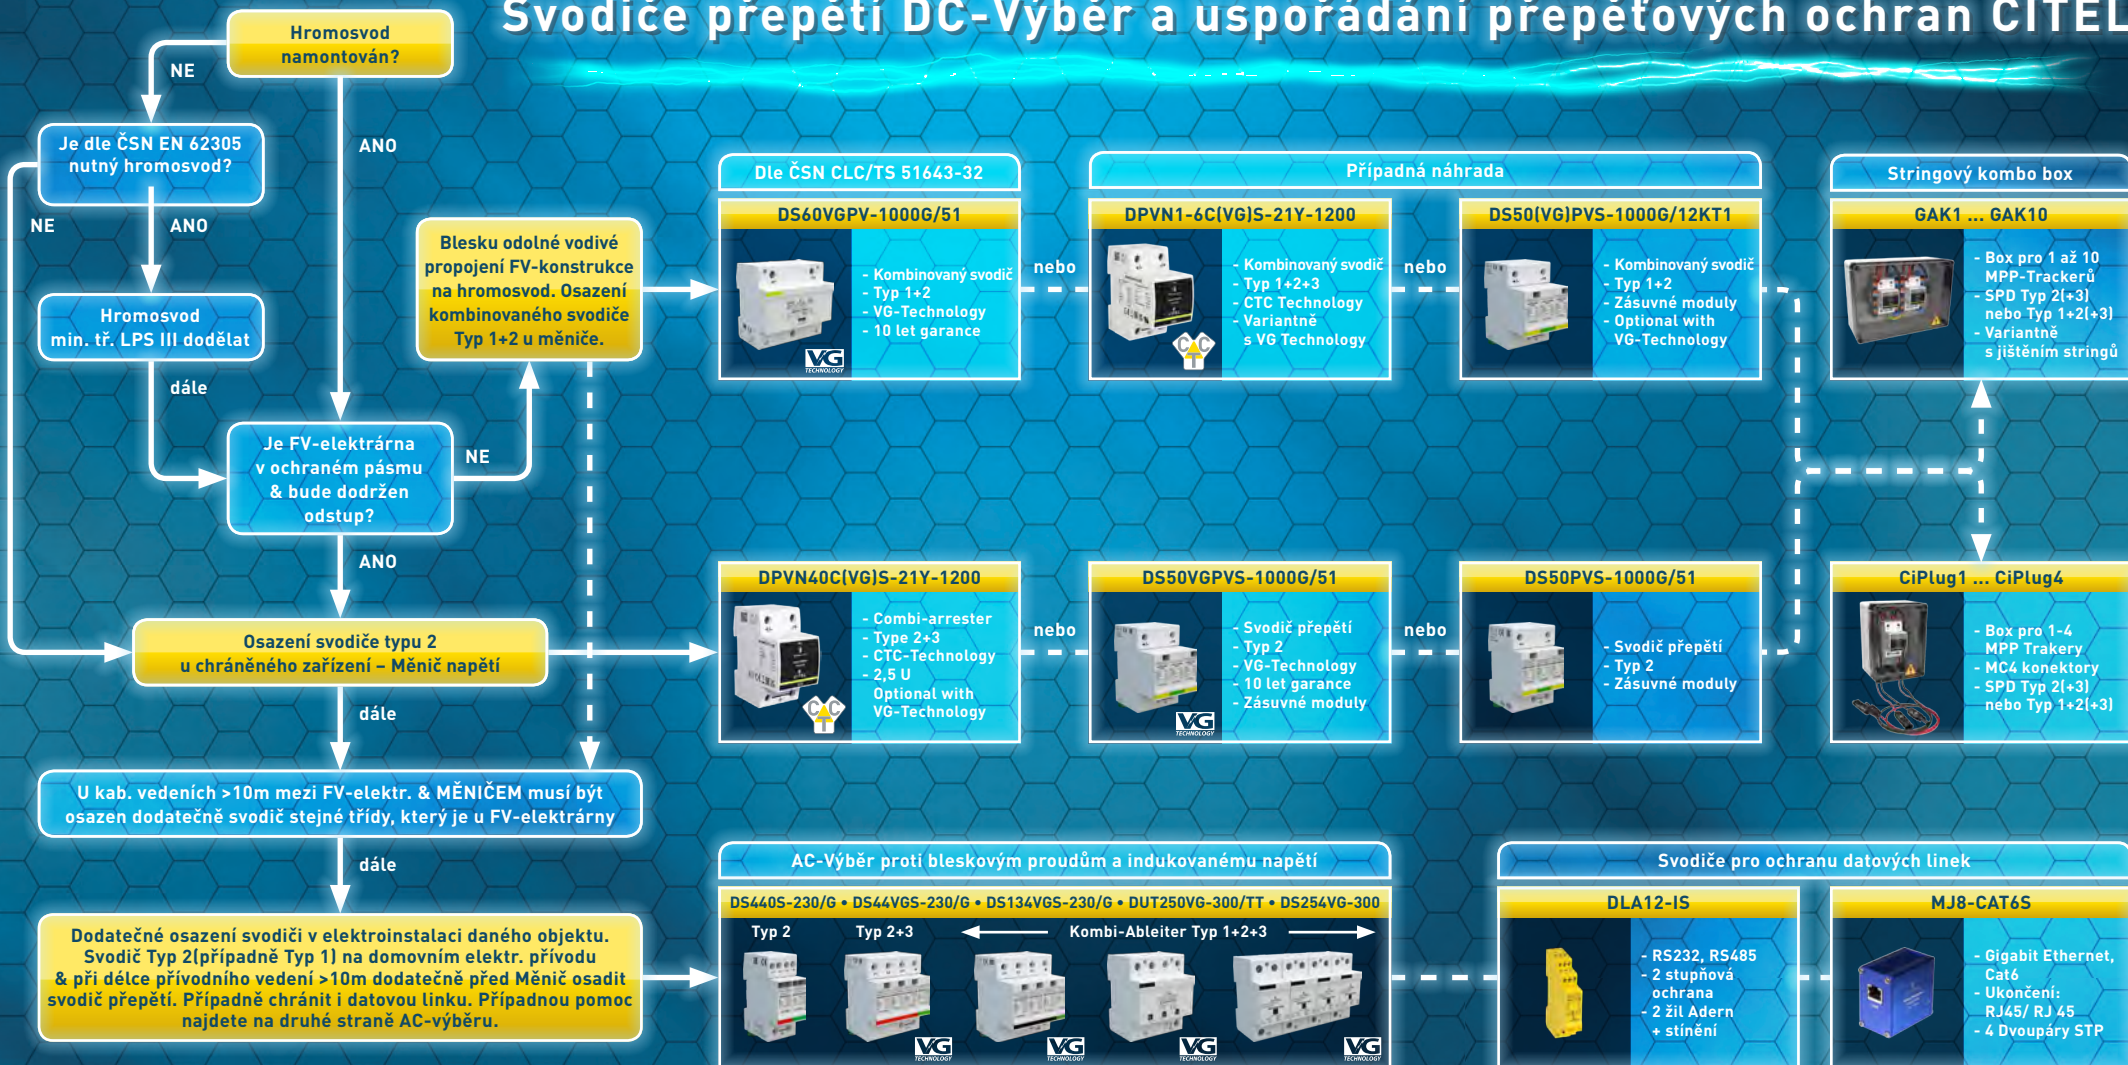 Svodiče přepětí DC-Výběr a uspořádání přepěťových ochran CITEL
Hromosvod
namontován?
NE
ANO
Je dle ČSN EN 62305
nutný hromosvod?
NE
ANO
Hromosvod
min. tř. LPS III dodělat
dále
Blesku odolné vodivé
propojení FV-konstrukce
na hromosvod. Osazení
kombinovaného svodiče
Typ 1+2 u měniče.
Je FV-elektrárna
v ochraném pásmu
& bude dodržen
odstup?
NE
ANO
Osazení svodiče typu 2
u chráněného zařízení – Měnič napětí
dále
U kab. vedeních >10m mezi FV-elektr. & MĚNIČEM musí být
osazen dodatečně svodič stejné třídy, který je u FV-elektrárny
dále
Dodatečné osazení svodiči v elektroinstalaci daného objektu.
Svodič Typ 2(případně Typ 1) na domovním elektr. přívodu
& při délce přívodního vedení >10m dodatečně před Měnič osadit
svodič přepětí. Případně chránit i datovou linku. Případnou pomoc
najdete na druhé straně AC-výběru.
Dle ČSN CLC/TS 51643-32
DS60VGPV-1000G/51
- Kombinovaný svodič
- Typ 1+2
- VG-Technology
- 10 let garance
VG
TECHNOLOGY
nebo
Případná náhrada
DPVN1-6C(VG)S-21Y-1200
- Kombinovaný svodič
- Typ 1+2+3
- CTC Technology
- Variantně
s VG Technology
CTC
nebo
DS50(VG)PVS-1000G/12KT1
- Kombinovaný svodič
- Typ 1+2
- Zásuvné moduly
- Optional with
VG-Technology
Stringový kombo box
GAK1 ... GAK10
- Box pro 1 až 10
MPP-Trackerů
- SPD Typ 2(+3)
nebo Typ 1+2(+3)
- Variantně
s jištěním stringů
DPVN40C(VG)S-21Y-1200
- Combi-arrester
- Type 2+3
- CTC-Technology
- 2,5 U
Optional with
VG-Technology
CTC
nebo
DS50VGPVS-1000G/51
- Svodič přepětí
- Typ 2
- VG-Technology
- 10 let garance
- Zásuvné moduly
VG
TECHNOLOGY
nebo
DS50PVS-1000G/51
- Svodič přepětí
- Typ 2
- Zásuvné moduly
CiPlug1 ... CiPlug4
- Box pro 1-4
MPP Trakery
- MC4 konektory
- SPD Typ 2(+3)
nebo Typ 1+2(+3)
AC-Výběr proti bleskovým proudům a indukovanému napětí
DS440S-230/G • DS44VGS-230/G • DS134VGS-230/G • DUT250VG-300/TT • DS254VG-300
Typ 2
Typ 2+3
Kombi-Ableiter Typ 1+2+3
VG
TECHNOLOGY
VG
TECHNOLOGY
VG
TECHNOLOGY
VG
TECHNOLOGY
Svodiče pro ochranu datových linek
DLA12-IS
- RS232, RS485
- 2 stupňová
ochrana
- 2 žil Adern
+ stínění
MJ8-CAT6S
- Gigabit Ethernet,
Cat6
- Ukončení:
RJ45/ RJ 45
- 4 Dvoupáry STP